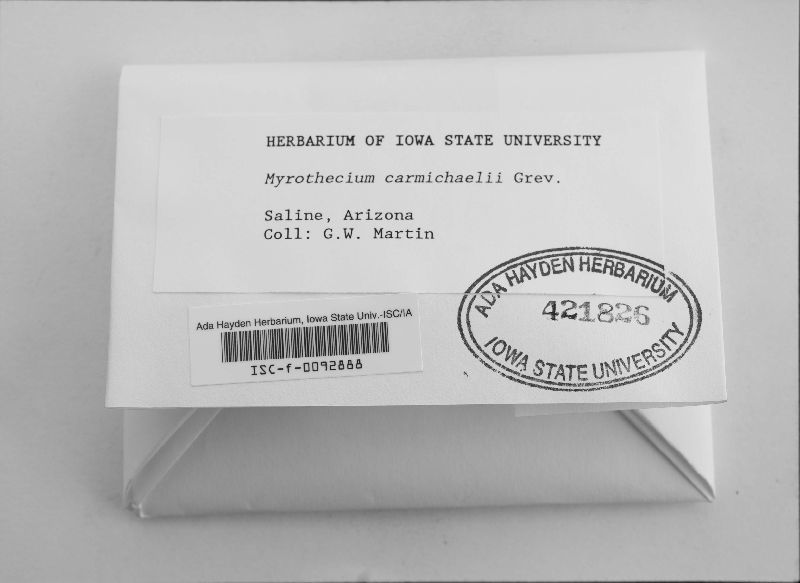 HERBARIUM OF IOWA STATE UNIVERSITY
Myrothecium carmichaelii Grev.
Saline, Arizona
Coll: G.W. Martin
Ada Hayden Herbarium, Iowa State Univ.-ISC/IA
ISC-f-0092888
ADA HAYDEN HERBARIUM
421826
IOWA STATE UNIVERSITY